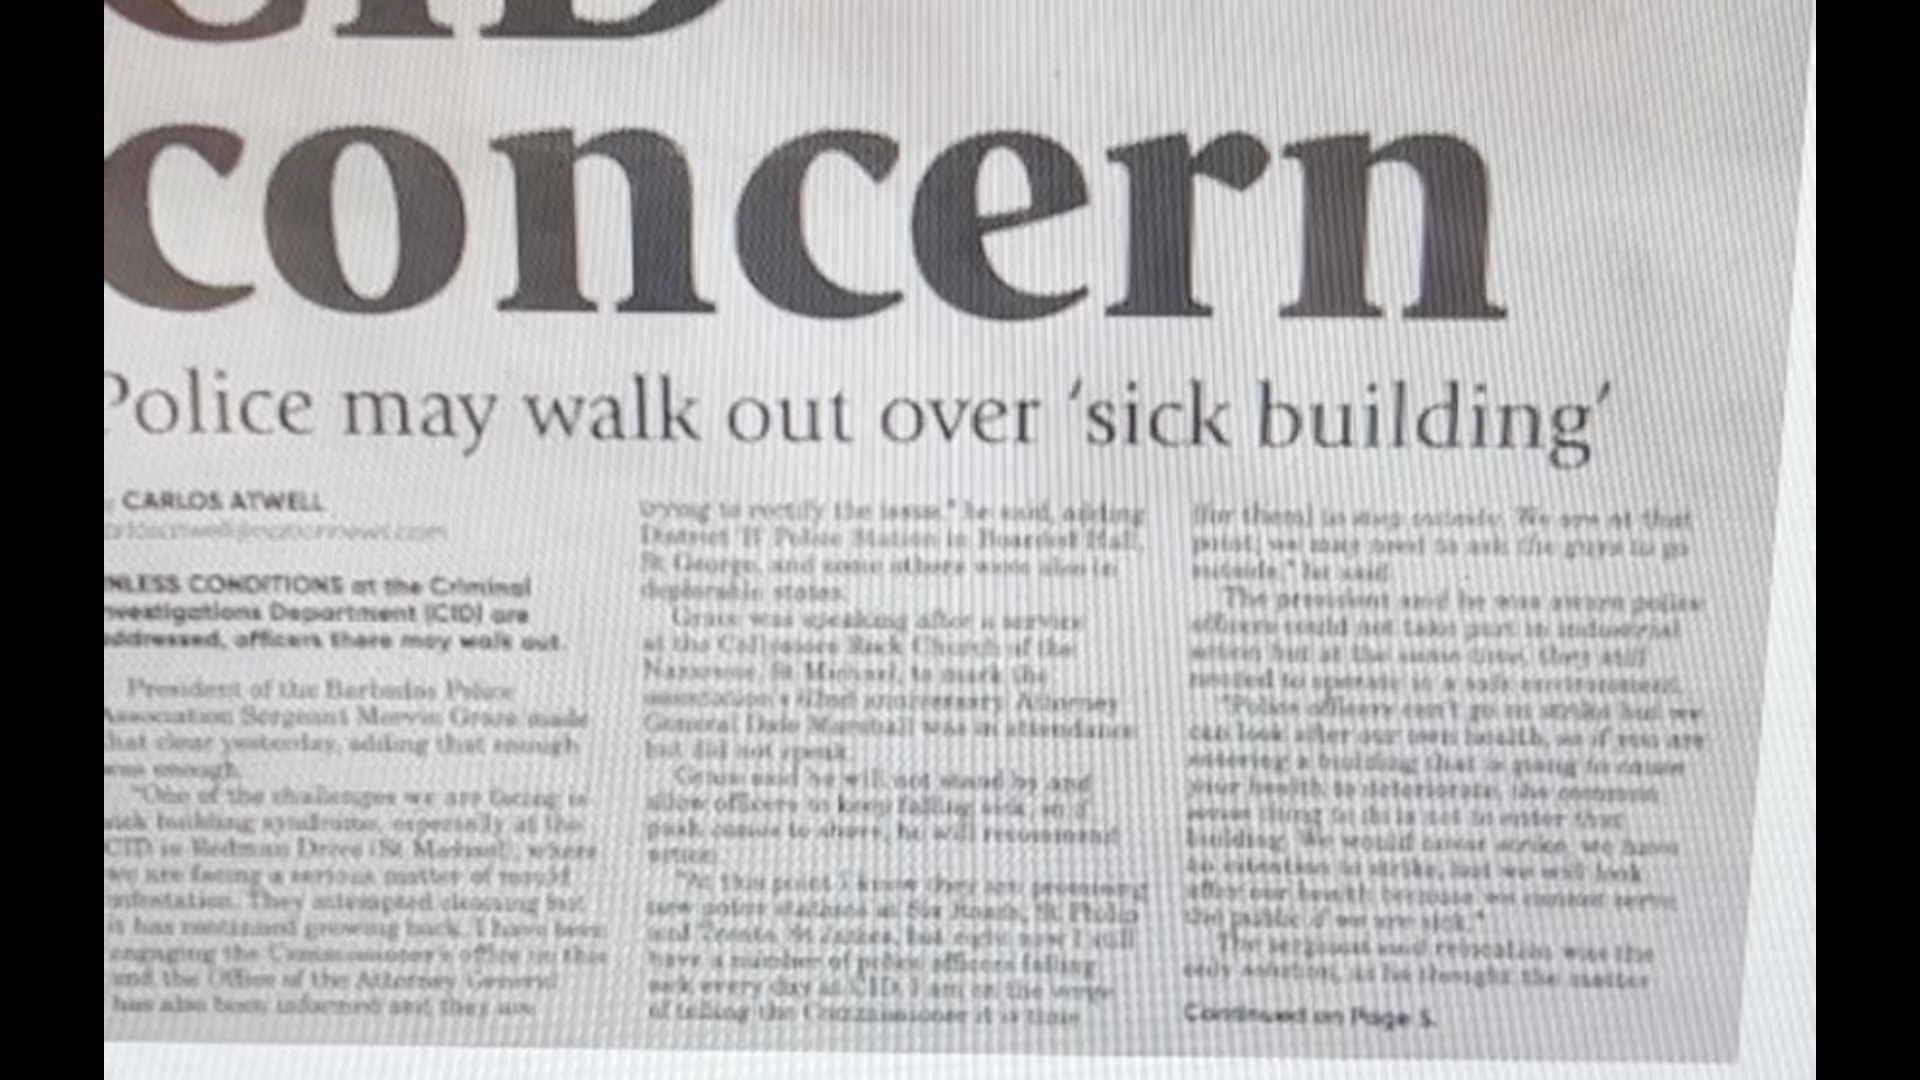 CID
concern
Police may walk out over 'sick building'
CARLOS ATWELL
NLESS CONDITIONS at the Criminal
nvestigations Department (CID) are
ddressed, officers there may walk out.
President of the Barbados Police
Association Sergeant Mervin Grace made
hat clear yesterday, adding that enough
was enough.
"One of the challenges we are facing is
sick building syndrome, especially at the
CID in Redman Drive (St Michael), where
we are facing a serious matter of mould
infestation. They attempted cleaning but
it has continued growing back. I have been
engaging the Commissioner's office on this
and the Office of the Attorney General
has also been informed and they are
trying to rectify the issue," he said, adding
District 'B' Police Station in Boarded Hall,
St George, and some others were also in
deplorable states.
Grace was speaking after a service
at the Collymore Rock Church of the
Nazarene, St Michael, to mark the
association's anniversary. Attorney
General Dale Marshall was in attendance
but did not speak.
Grace said he will not stand by and
allow officers to keep falling sick, so if
push comes to shove, he will recommend
action.
"At this point I know they are promising
new police stations at Six Roads, St Philip
and St James, but right now I still
have a number of police officers falling
sick every day at CID. I am on the verge
of telling the Commissioner it is time
[for them] to step outside. We are at that
point; we may need to ask the guys to go
outside," he said.
The president said he was aware police
officers could not take part in industrial
action but at the same time, they still
needed to operate in a safe environment.
"Police officers can't go on strike but we
can look after our own health, so if you are
entering a building that is going to cause
your health to deteriorate, the common
sense thing to do is not to enter that
building. We would never strike, we have
no intention to strike, but we will look
after our health because we cannot serve
the public if we are sick."
The sergeant said relocation was the
only solution, as he thought the matter
Continued on Page 5.